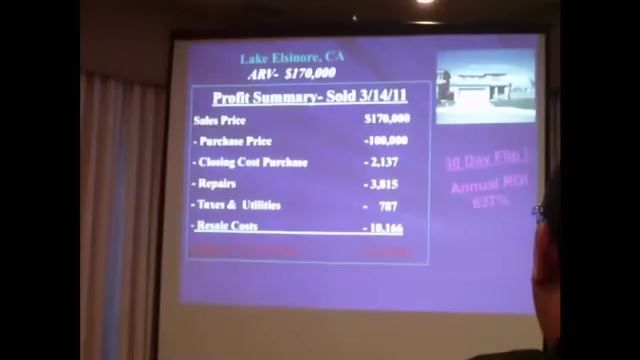 Lake Elsinore, CA
ARV- $170,000
Profit Summary- Sold 3/14/11
Sales Price $170,000
- Purchase Price -100,000
- Closing Cost Purchase - 2,137
- Repairs - 3,815
- Taxes & Utilities - 787
- Resale Costs - 10,166
30 Day Flip !
Annual ROI
637%